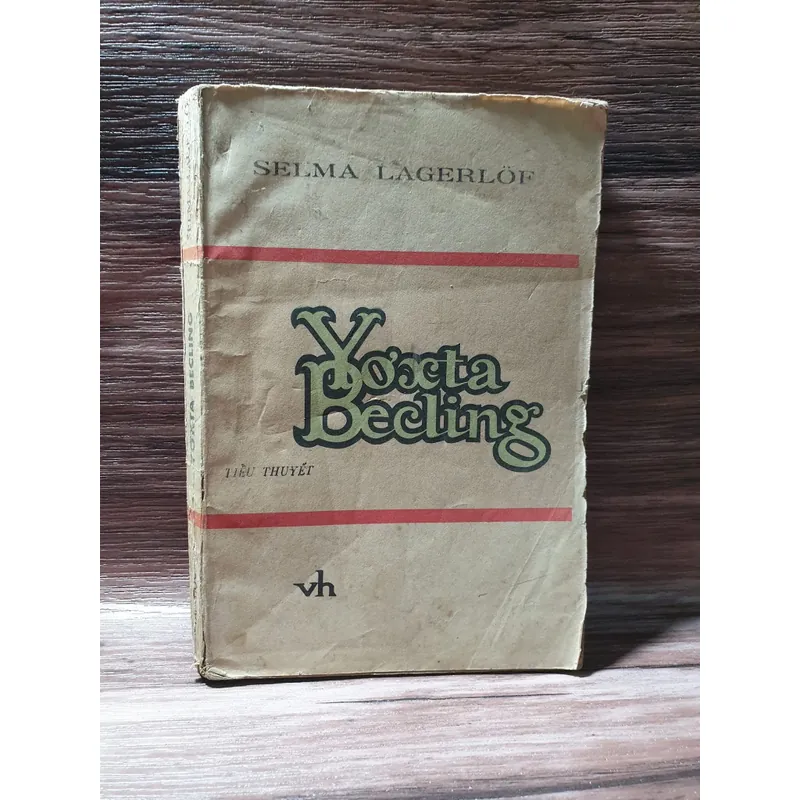 SELMA LAGERLÖF
Yơxta
Becling
TIỂU THUYẾT
vh
YƠXTA BECLING